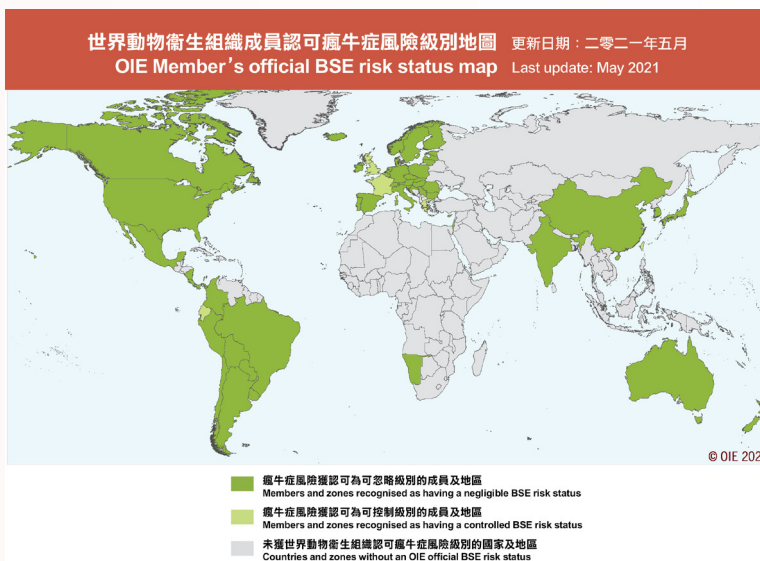 世界動物衞生組織成員認可瘋牛症風險級別地圖 更新日期：二零二一年五月
OIE Member's official BSE risk status map Last update: May 2021
© OIE 202
瘋牛症風險獲認可為可忽略級別的成員及地區
Members and zones recognised as having a negligible BSE risk status
瘋牛症風險獲認可為可控制級別的成員及地區
Members and zones recognised as having a controlled BSE risk status
未獲世界動物衞生組織認可瘋牛症風險級別的國家及地區
Countries and zones without an OIE official BSE risk status